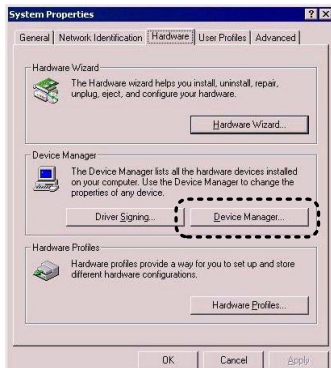 System Properties
General Network Identification Hardware User Profiles Advanced
Hardware Wizard
The Hardware wizard helps you install, uninstall, repair,
unplug, eject, and configure your hardware.
Hardware Wizard...
Device Manager
The Device Manager lists all the hardware devices installed
on your computer. Use the Device Manager to change the
properties of any device.
Driver Signing... Device Manager...
Hardware Profiles
Hardware profiles provide a way for you to set up and store
different hardware configurations.
Hardware Profiles...
OK Cancel Apply